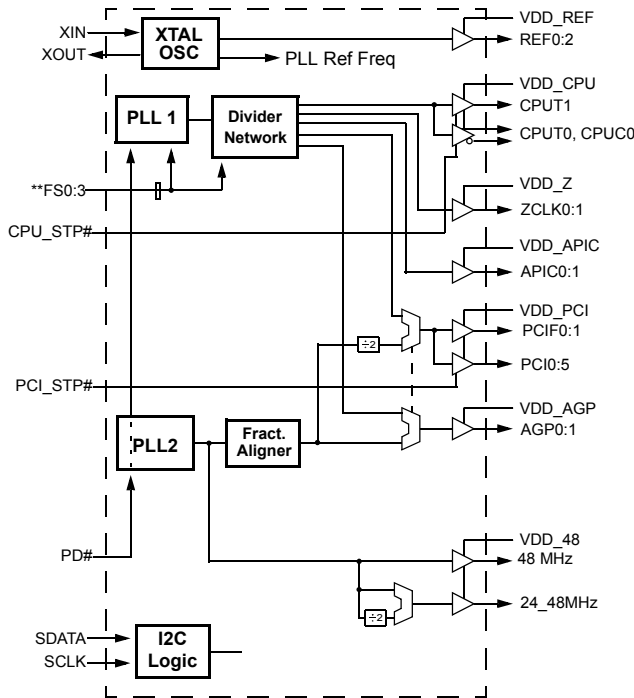 XIN
XOUT
XTAL
OSC
PLL Ref Freq
VDD_REF
REF0:2
VDD_CPU
CPUT1
CPUT0, CPUC0
PLL 1
Divider
Network
**FS0:3
VDD_Z
ZCLK0:1
CPU_STP#
VDD_APIC
APIC0:1
VDD_PCI
PCIF0:1
÷2
PCI0:5
PCI_STP#
VDD_AGP
AGP0:1
PLL2
Fract.
Aligner
PD#
VDD_48
48 MHz
24_48MHz
÷2
SDATA
SCLK
I2C
Logic